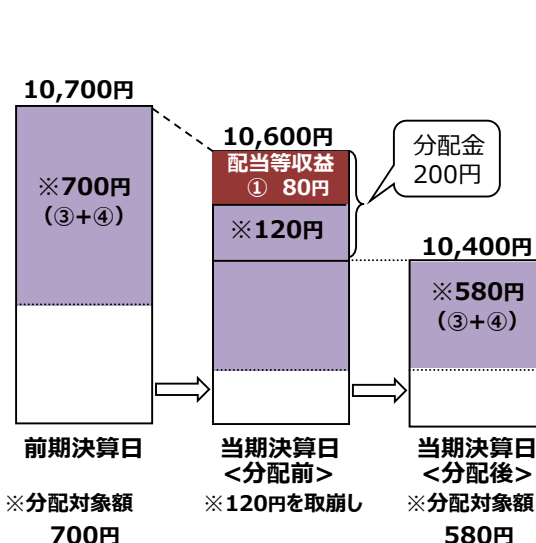 10,700円
※700円
(③+④)
10,600円
配当等収益
① 80円
※120円
分配金
200円
10,400円
※580円
(③+④)
前期決算日
当期決算日
<分配前>
当期決算日
<分配後>
※分配対象額
700円
※120円を取崩し
※分配対象額
580円